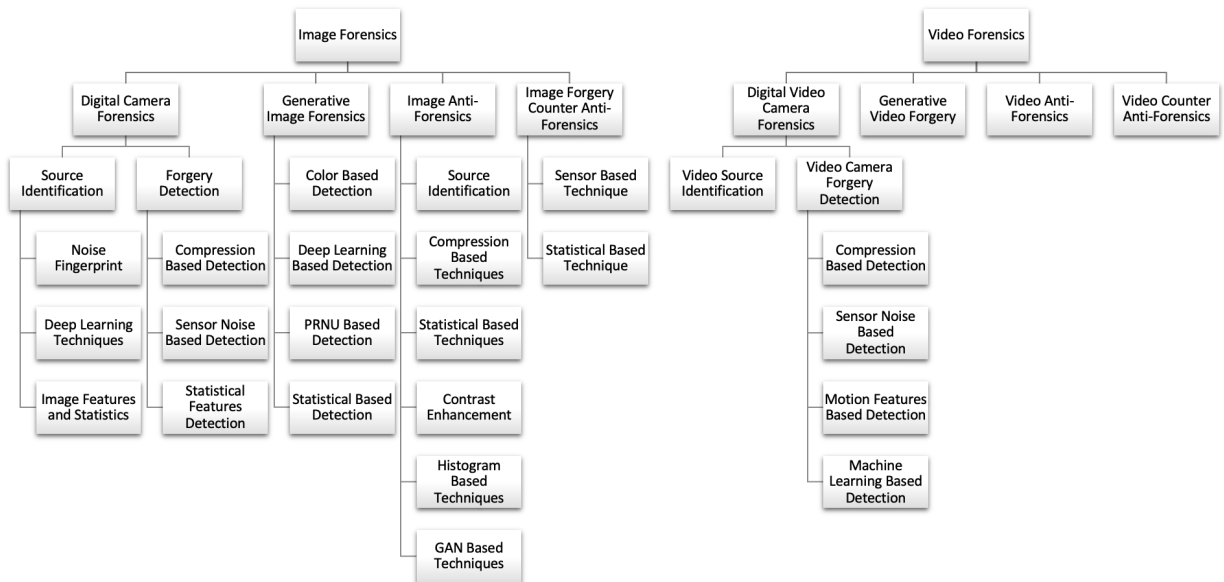 Image Forensics
Digital Camera
Forensics
Source
Identification
Noise
Fingerprint
Deep Learning
Techniques
Image Features
and Statistics
Forgery
Detection
Compression
Based Detection
Sensor Noise
Based Detection
Statistical
Features
Detection
Generative
Image Forensics
Color Based
Detection
Deep Learning
Based Detection
PRNU Based
Detection
Statistical Based
Detection
Image Anti-
Forensics
Source
Identification
Compression
Based
Techniques
Statistical Based
Techniques
Contrast
Enhancement
Histogram
Based
Techniques
GAN Based
Techniques
Image Forgery
Counter Anti-
Forensics
Sensor Based
Technique
Statistical Based
Technique
Video Forensics
Digital Video
Camera
Forensics
Video Source
Identification
Video Camera
Forgery
Detection
Compression
Based Detection
Sensor Noise
Based
Detection
Motion Features
Based Detection
Machine
Learning Based
Detection
Generative
Video Forgery
Video Anti-
Forensics
Video Counter
Anti-Forensics